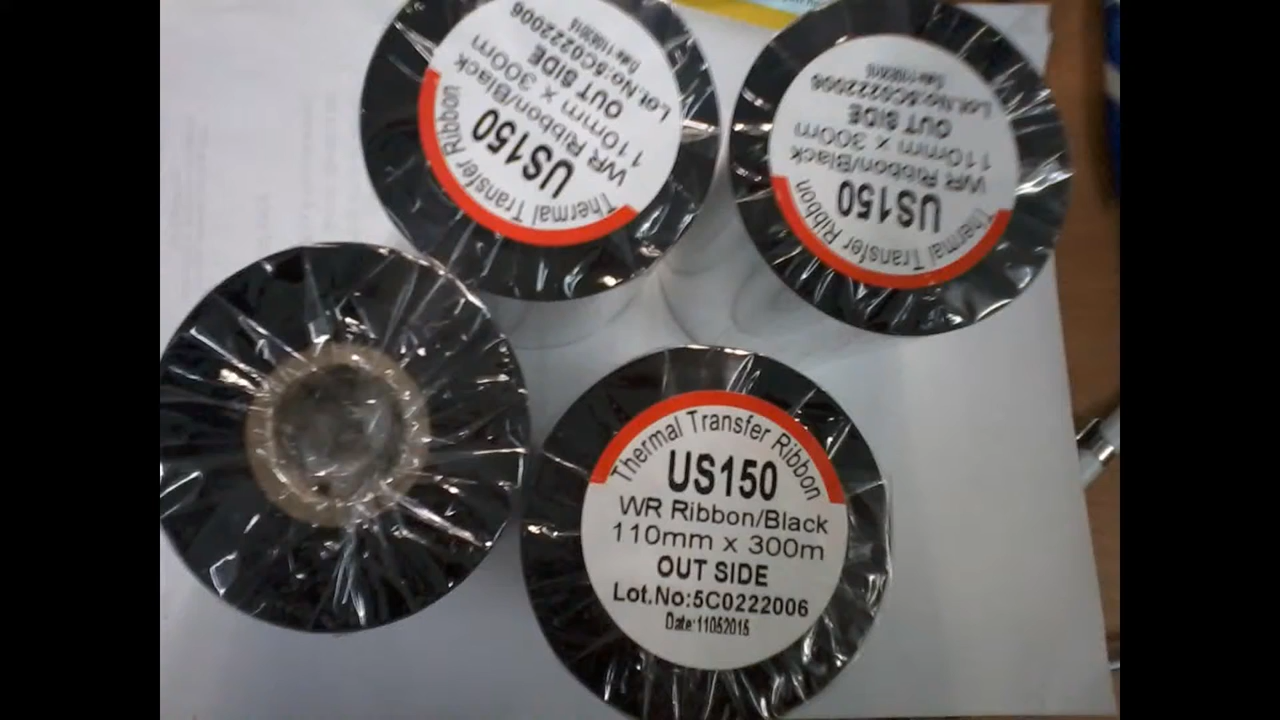 Thermal Transfer Ribbon
US150
WR Ribbon/Black
110mm x 300m
OUT SIDE
Lot.No:5C0222006
Thermal Transfer Ribbon
US150
WR Ribbon/Black
110mm x 300m
OUT SIDE
Lot.No:5C0222006
Thermal Transfer Ribbon
US150
WR Ribbon/Black
110mm x 300m
OUT SIDE
Lot.No:5C0222006
Date:11052015